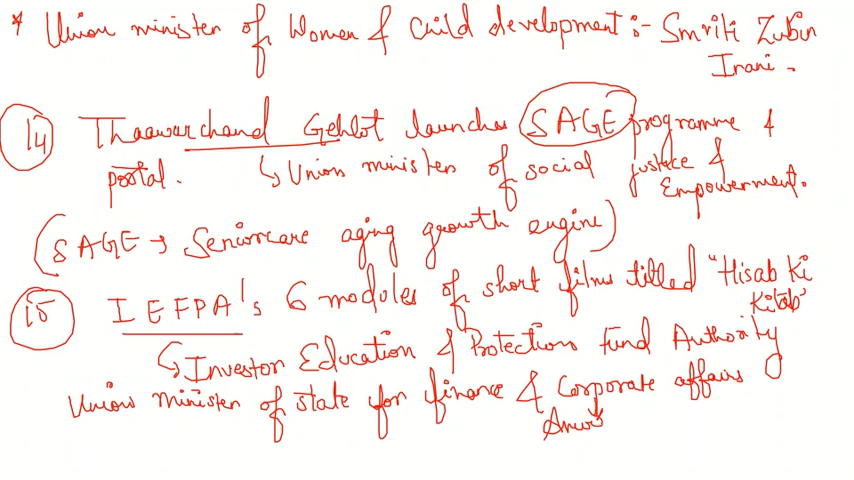 * Union minister of Women & Child development :- Smriti Zubin
Irani.
14 Thaawarchand Gehlot launches SAGE programme &
portal. ↳ Union minister of social justice &
Empowerment.
(SAGE → Seniorcare aging growth engine)
15 IEFPA's 6 modules of short films titled "Hisab Ki
Kitab"
↳ Investor Education & Protections fund Authority
Union minister of state for finance & Corporate affairs